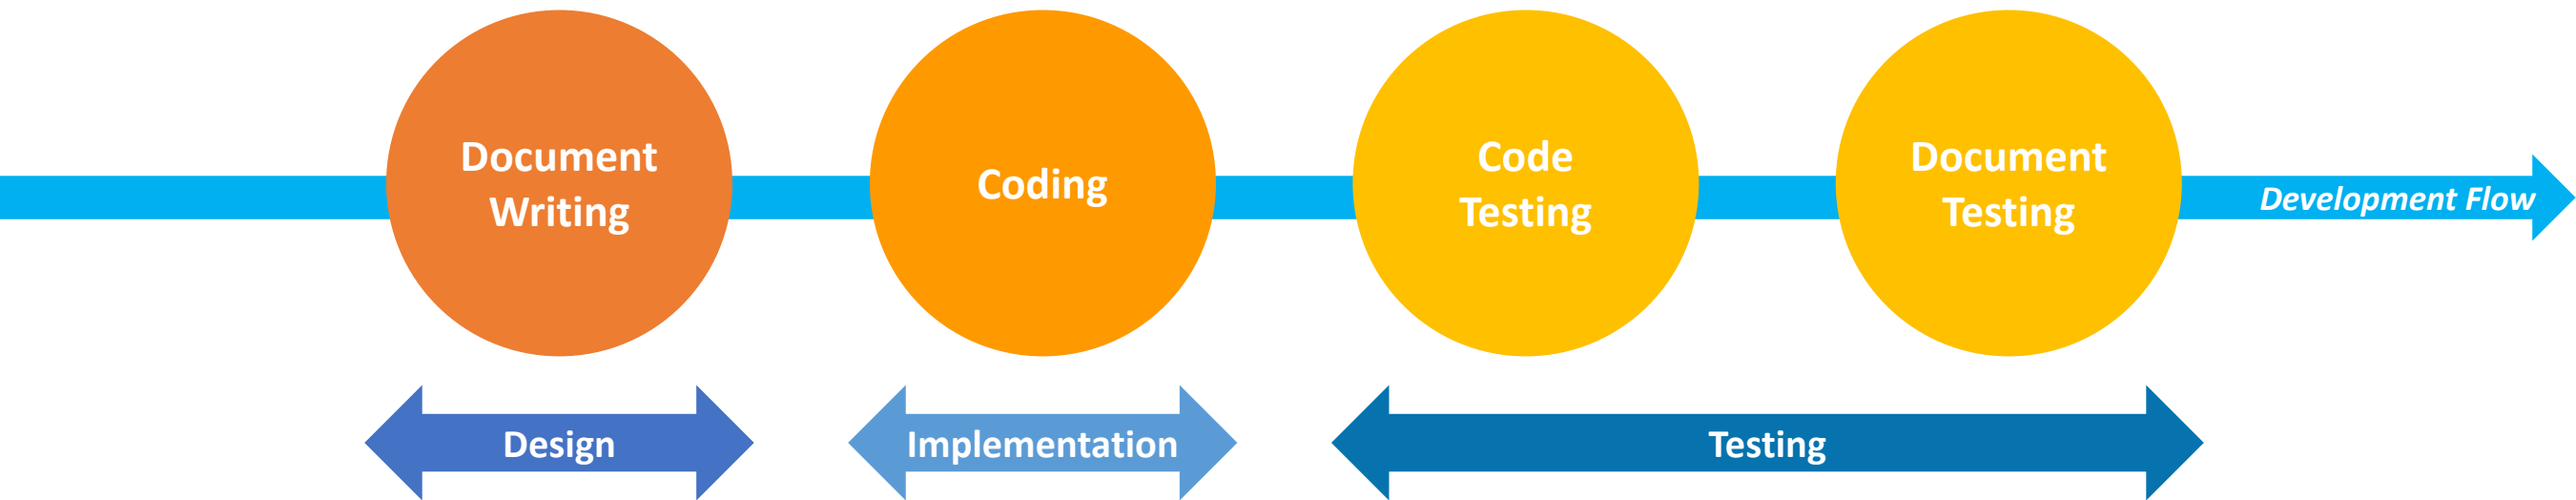 Document
Writing
Coding
Code
Testing
Document
Testing
Development Flow
Design
Implementation
Testing